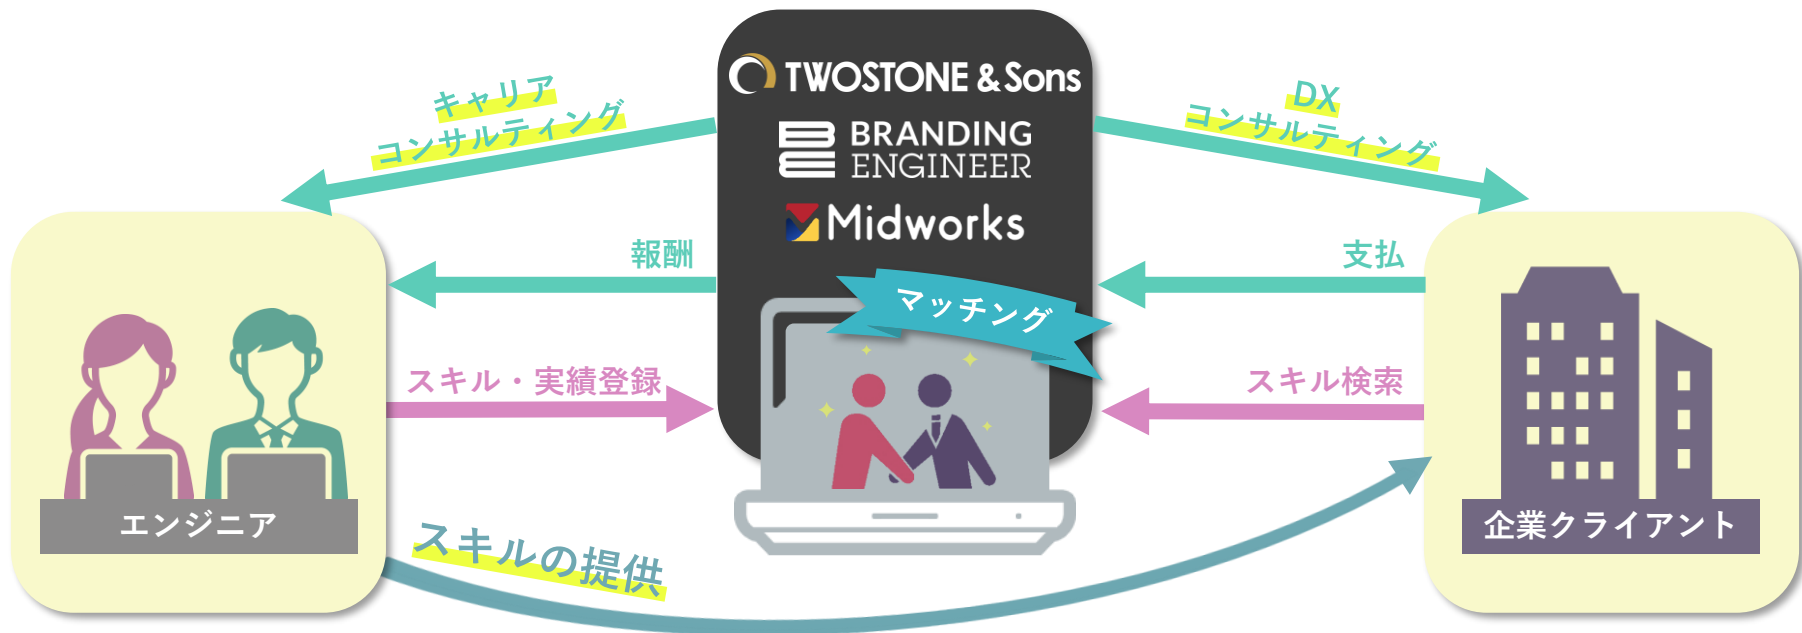 TWOSTONE & Sons
BRANDING
ENGINEER
Midworks
マッチング
キャリア
コンサルティング
DX
コンサルティング
報酬
支払
スキル・実績登録
スキル検索
エンジニア
企業クライアント
スキルの提供